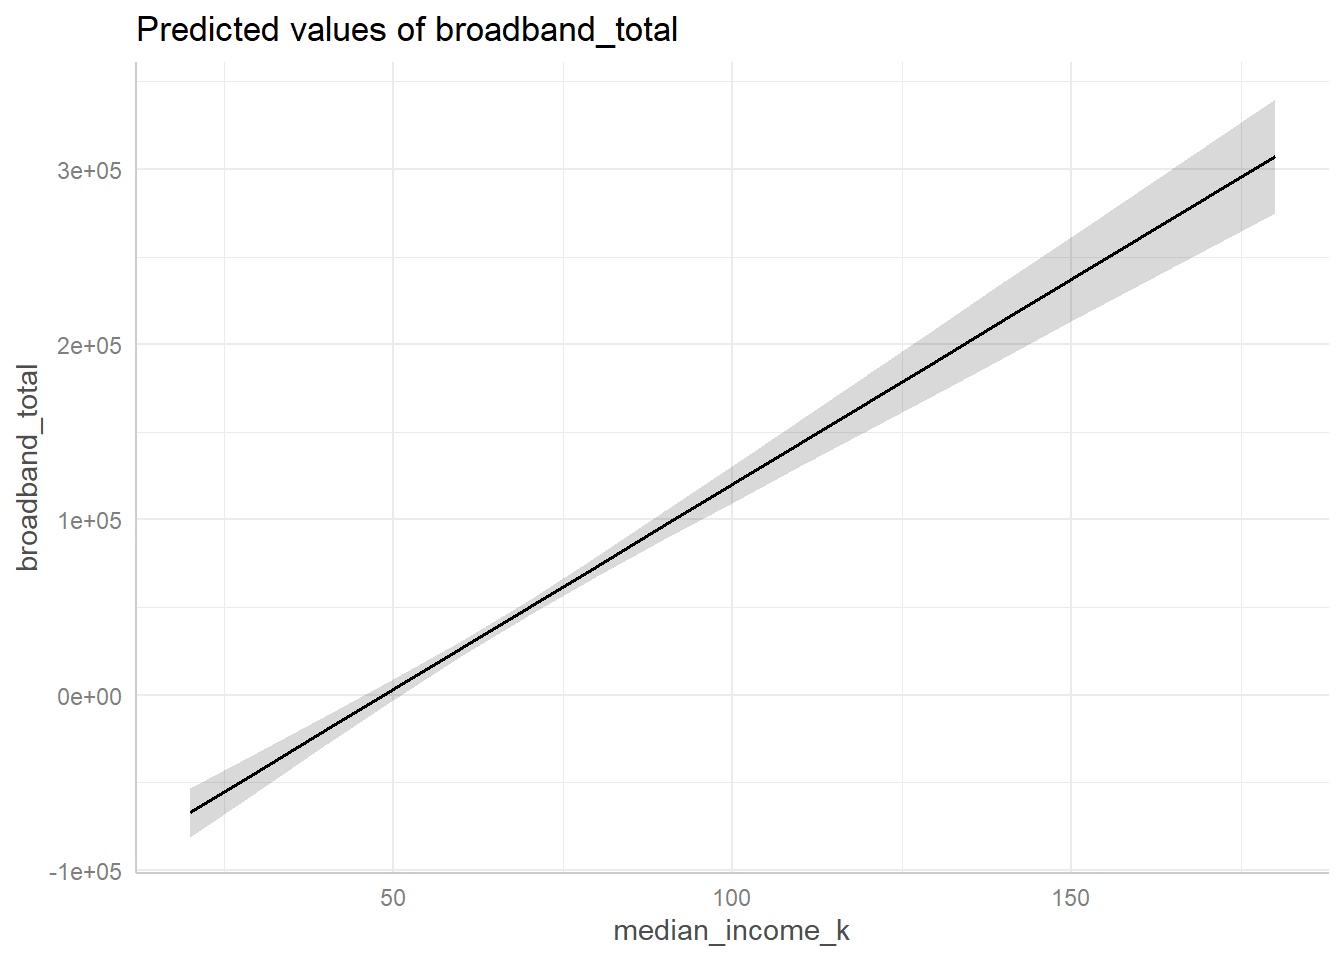 Predicted values of broadband_total
3e+05
2e+05
1e+05
0e+00
-1e+05
broadband_total
50 100 150
median_income_k